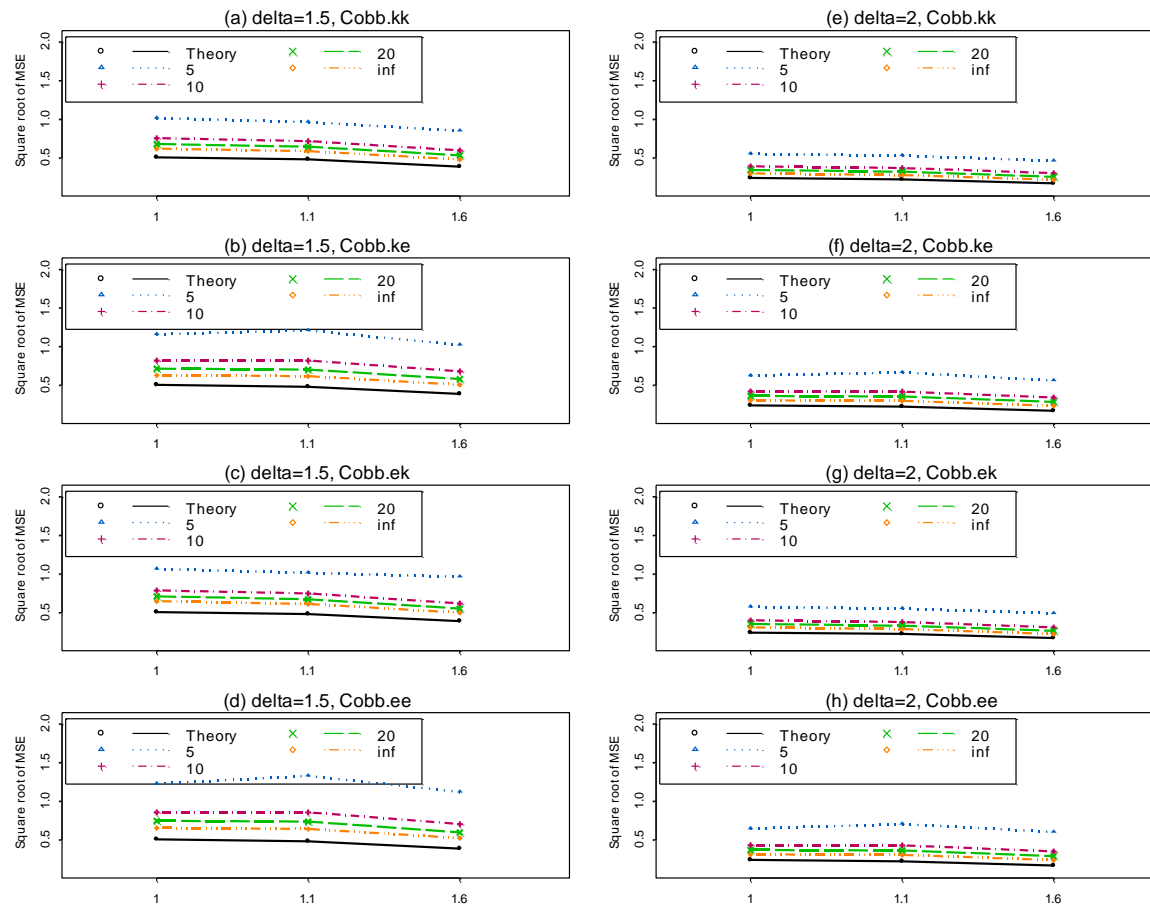 (a) delta=1.5, Cobb.kk
Square root of MSE
0.5 1.0 1.5 2.0
Theory 20
5 inf
10
1 1.1 1.6
(e) delta=2, Cobb.kk
Square root of MSE
0.5 1.0 1.5 2.0
Theory 20
5 inf
10
1 1.1 1.6
(b) delta=1.5, Cobb.ke
Square root of MSE
0.5 1.0 1.5 2.0
Theory 20
5 inf
10
1 1.1 1.6
(f) delta=2, Cobb.ke
Square root of MSE
0.5 1.0 1.5 2.0
Theory 20
5 inf
10
1 1.1 1.6
(c) delta=1.5, Cobb.ek
Square root of MSE
0.5 1.0 1.5 2.0
Theory 20
5 inf
10
1 1.1 1.6
(g) delta=2, Cobb.ek
Square root of MSE
0.5 1.0 1.5 2.0
Theory 20
5 inf
10
1 1.1 1.6
(d) delta=1.5, Cobb.ee
Square root of MSE
0.5 1.0 1.5 2.0
Theory 20
5 inf
10
1 1.1 1.6
(h) delta=2, Cobb.ee
Square root of MSE
0.5 1.0 1.5 2.0
Theory 20
5 inf
10
1 1.1 1.6